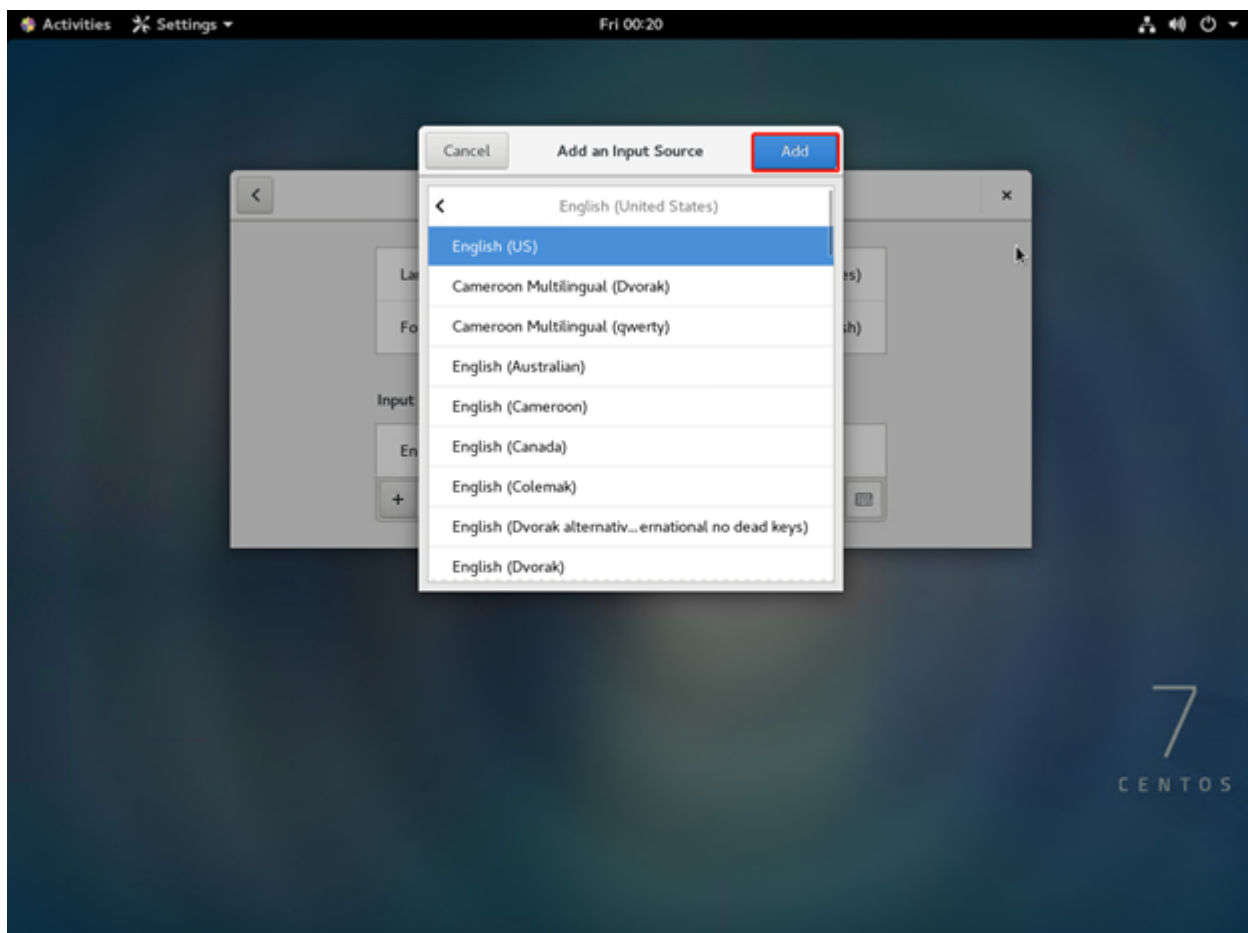 Activities Settings Fri 00:20
Cancel Add an Input Source Add
English (United States)
English (US)
Cameroon Multilingual (Dvorak)
Cameroon Multilingual (qwerty)
English (Australian)
English (Cameroon)
English (Canada)
English (Colemak)
English (Dvorak alternativ...ernational no dead keys)
English (Dvorak)
Input
+
7
CENTOS